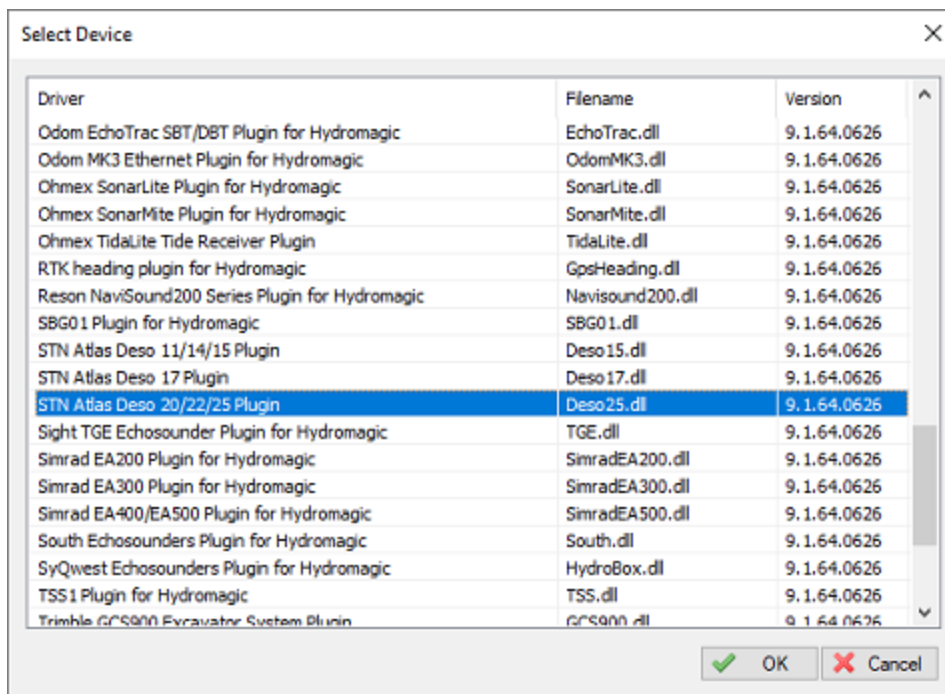 Select Device
Driver Filename Version
Odom EchoTrac SBT/DBT Plugin for Hydromagic EchoTrac.dll 9.1.64.0626
Odom MK3 Ethernet Plugin for Hydromagic OdomMK3.dll 9.1.64.0626
Ohmex SonarLite Plugin for Hydromagic SonarLite.dll 9.1.64.0626
Ohmex SonarMite Plugin for Hydromagic SonarMite.dll 9.1.64.0626
Ohmex TidaLite Tide Receiver Plugin TidaLite.dll 9.1.64.0626
RTK heading plugin for Hydromagic GpsHeading.dll 9.1.64.0626
Reson NaviSound200 Series Plugin for Hydromagic Navisound200.dll 9.1.64.0626
SBG01 Plugin for Hydromagic SBG01.dll 9.1.64.0626
STN Atlas Deso 11/14/15 Plugin Deso15.dll 9.1.64.0626
STN Atlas Deso 17 Plugin Deso17.dll 9.1.64.0626
STN Atlas Deso 20/22/25 Plugin Deso25.dll 9.1.64.0626
Sight TGE Echosounder Plugin for Hydromagic TGE.dll 9.1.64.0626
Simrad EA200 Plugin for Hydromagic SimradEA200.dll 9.1.64.0626
Simrad EA300 Plugin for Hydromagic SimradEA300.dll 9.1.64.0626
Simrad EA400/EA500 Plugin for Hydromagic SimradEA500.dll 9.1.64.0626
South Echosounders Plugin for Hydromagic South.dll 9.1.64.0626
SyQwest Echosounders Plugin for Hydromagic HydroBox.dll 9.1.64.0626
TSS1 Plugin for Hydromagic TSS.dll 9.1.64.0626
Trimble GCS900 Excavator System Plugin GCS900.dll 9.1.64.0626
OK Cancel